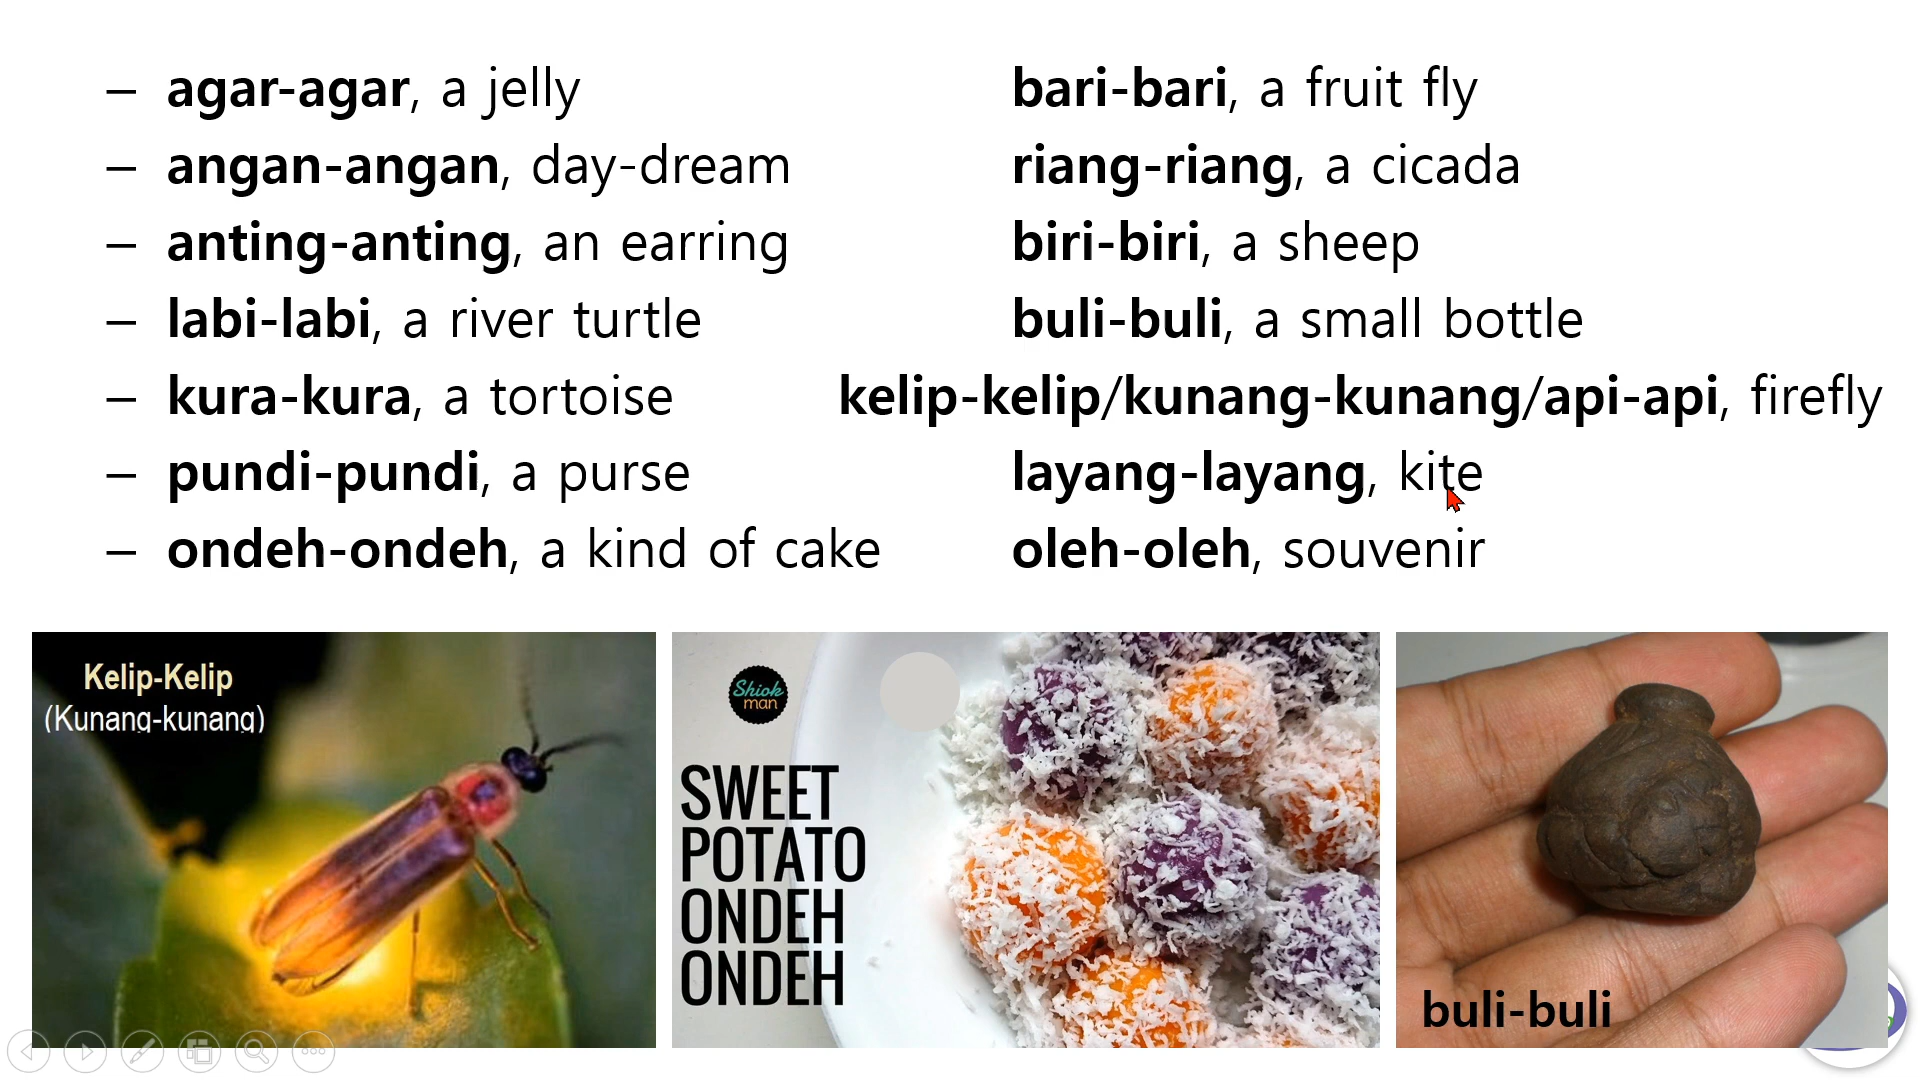 – agar-agar, a jelly
bari-bari, a fruit fly
– angan-angan, day-dream
riang-riang, a cicada
– anting-anting, an earring
biri-biri, a sheep
– labi-labi, a river turtle
buli-buli, a small bottle
– kura-kura, a tortoise
kelip-kelip/kunang-kunang/api-api, firefly
– pundi-pundi, a purse
layang-layang, kite
– ondeh-ondeh, a kind of cake
oleh-oleh, souvenir
Kelip-Kelip
(Kunang-kunang)
Shiok
man
SWEET
POTATO
ONDEH
ONDEH
buli-buli